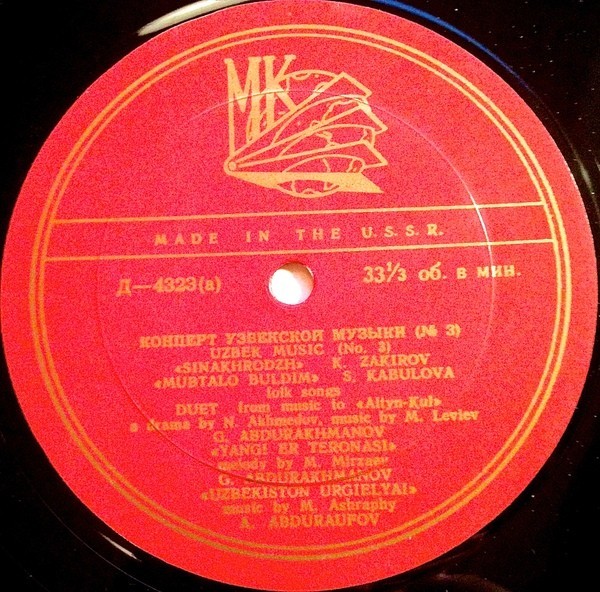 МК
MADE IN THE U.S.S.R.
Д—4323(а)
33⅓ об. в мин.
КОНЦЕРТ УЗБЕКСКОЙ МУЗЫКИ (№ 3)
UZBEK MUSIC (No. 3)
«SINAKHRODZH» K. ZAKIROV
«MUBTALO BULDIM» S. KABULOVA
folk songs
DUET from music to «Altyn-Kul»
a drama by N. Akhmedov, music by M. Leviev
G. ABDURAKHMANOV
«YANGI ER TERONASI»
melody by M. Mirzaev
G. ABDURAKHMANOV
«UZBEKISTON URGIELYAI»
music by M. Ashraphy
A. ABDURAUFOV